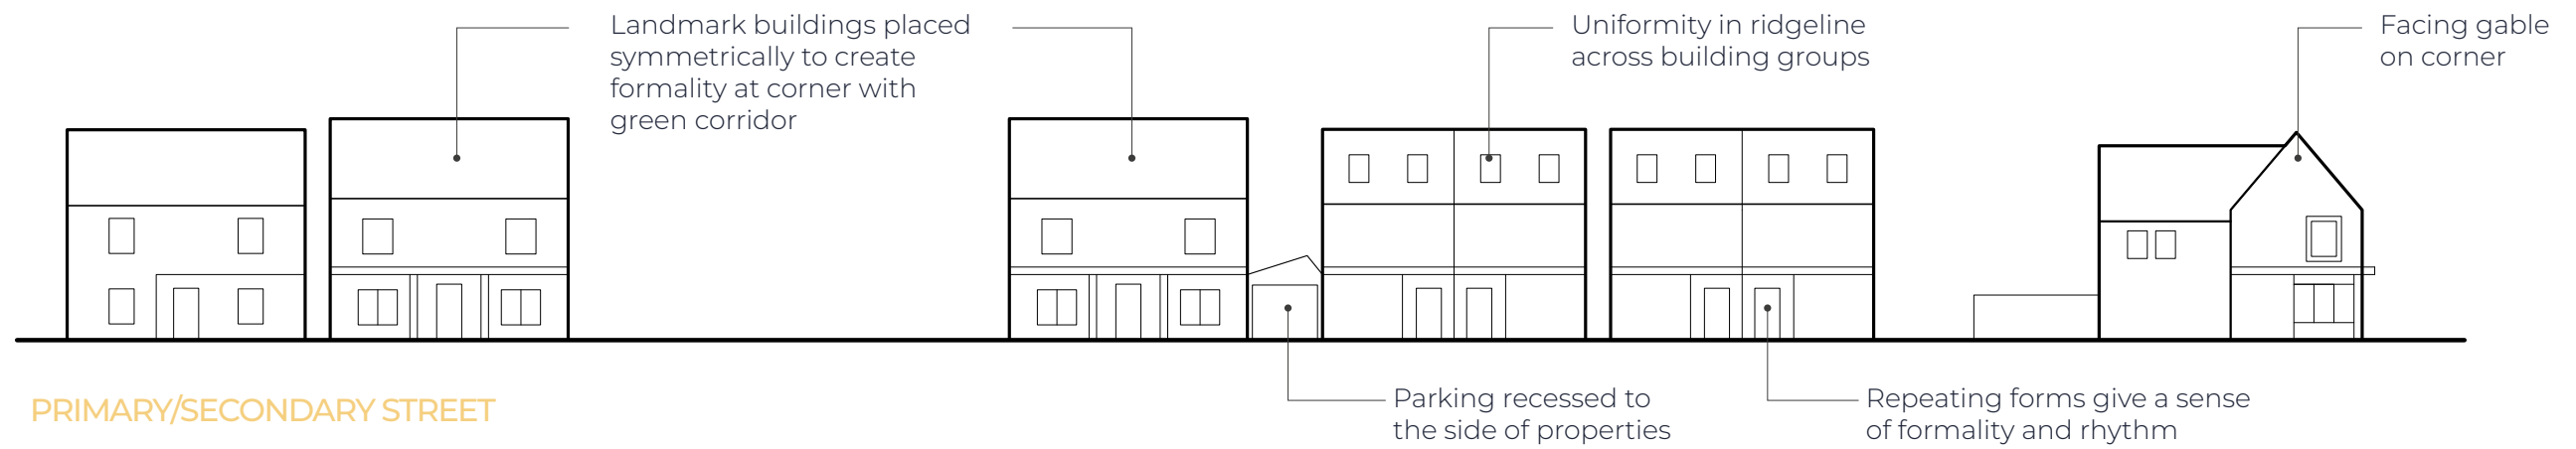 Landmark buildings placed
symmetrically to create
formality at corner with
green corridor
Uniformity in ridgeline
across building groups
Facing gable
on corner
PRIMARY/SECONDARY STREET
Parking recessed to
the side of properties
Repeating forms give a sense
of formality and rhythm